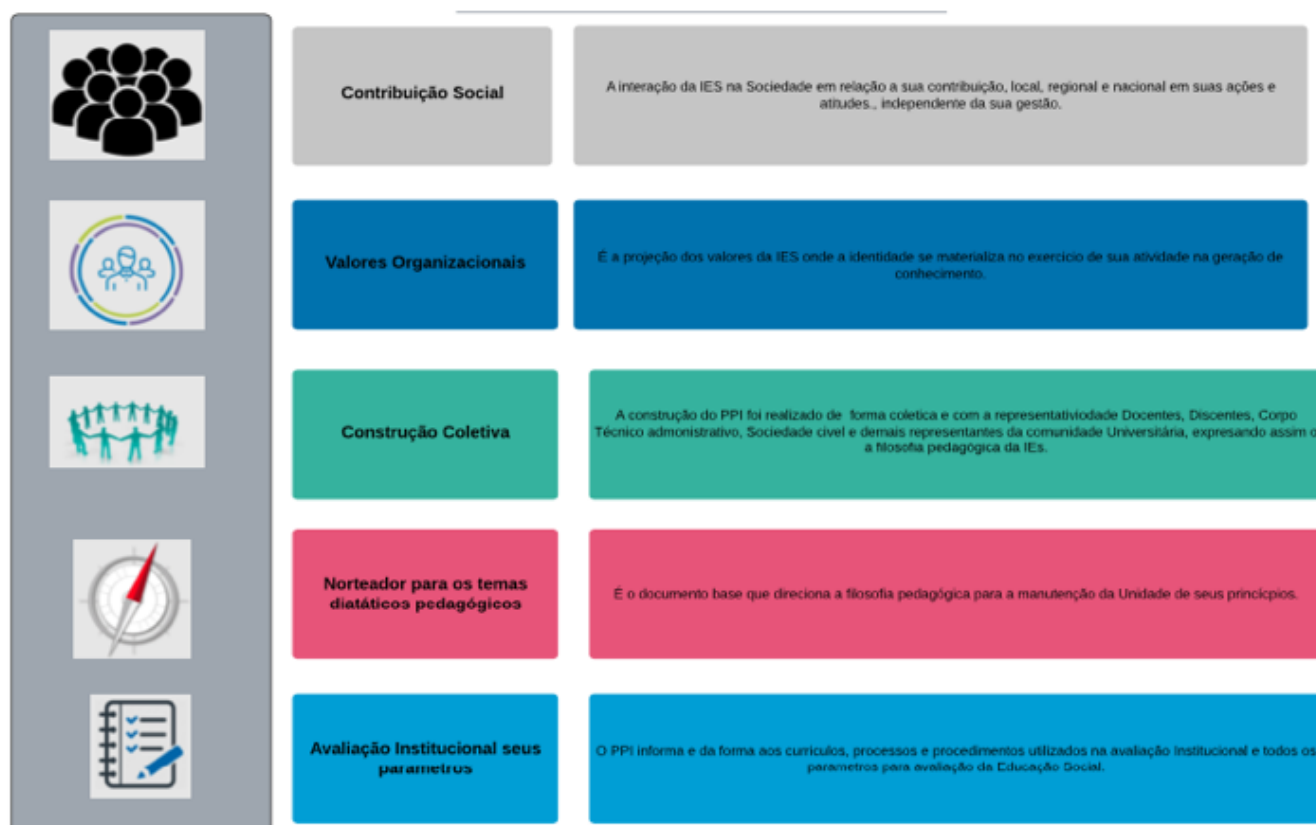 Contribuição Social
A interação da IES na Sociedade em relação a sua contribuição, local, regional e nacional em suas ações e
atitudes., independente da sua gestão.
Valores Organizacionais
É a projeção dos valores da IES onde a identidade se materializa no exercicio de sua atividade na geração de
conhecimento.
Construção Coletiva
A construção do PPI foi realizado de forma coletica e com a representativiodade Docentes, Discentes, Corpo
Técnico admonistrativo, Sociedade civel e demais representantes da comunidade Universitária, expresando assim o
a filosofia pedagógica da IEs.
Norteador para os temas
diatáticos pedagógicos
É o documento base que direciona a filosofia pedagógica para a manutenção da Unidade de seus princícpios.
Avaliação Institucional seus
parametros
O PPI informa e da forma aos curriculos, processos e procedimentos utilizados na avaliação Institucional e todos os
parametros para avaliação da Educação Social.